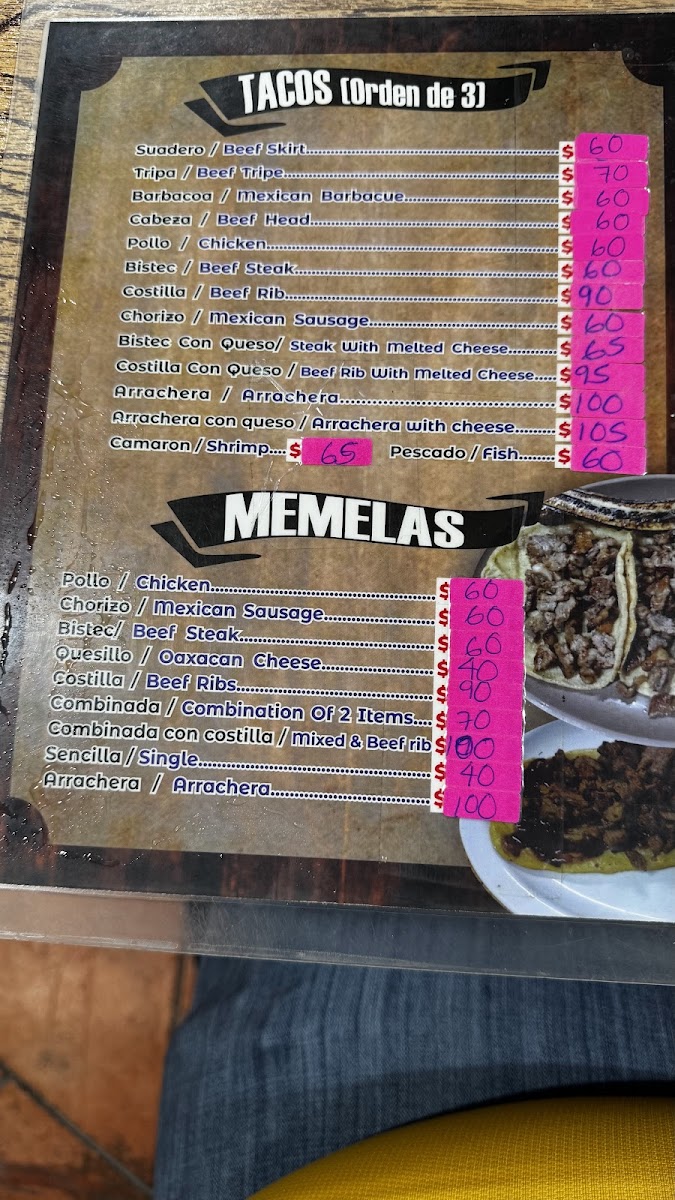 TACOS (Orden de 3)
Suadero / Beef Skirt........ $ 60
Tripa / Beef Tripe........ $ 70
Barbacoa / Mexican Barbacue........ $ 60
Cabeza / Beef Head........ $ 60
Pollo / Chicken........ $ 60
Bistec / Beef Steak........ $ 60
Costilla / Beef Rib........ $ 90
Chorizo / Mexican Sausage........ $ 60
Bistec Con Queso/ Steak With Melted Cheese........ $ 65
Costilla Con Queso / Beef Rib With Melted Cheese..... $ 95
Arrachera / Arrachera........ $ 100
Arrachera con queso / Arrachera with cheese........ $ 105
Camaron / Shrimp.... $ 65 Pescado / Fish....... $ 60
MEMELAS
Pollo / Chicken........ $ 60
Chorizo / Mexican Sausage........ $ 60
Bistec/ Beef Steak........ $ 60
Quesillo / Oaxacan Cheese........ $ 40
Costilla / Beef Ribs........ $ 90
Combinada / Combination Of 2 Items.... $ 70
Combinada con costilla / Mixed & Beef rib $ 100
Sencilla / Single........ $ 40
Arrachera / Arrachera........ $ 100